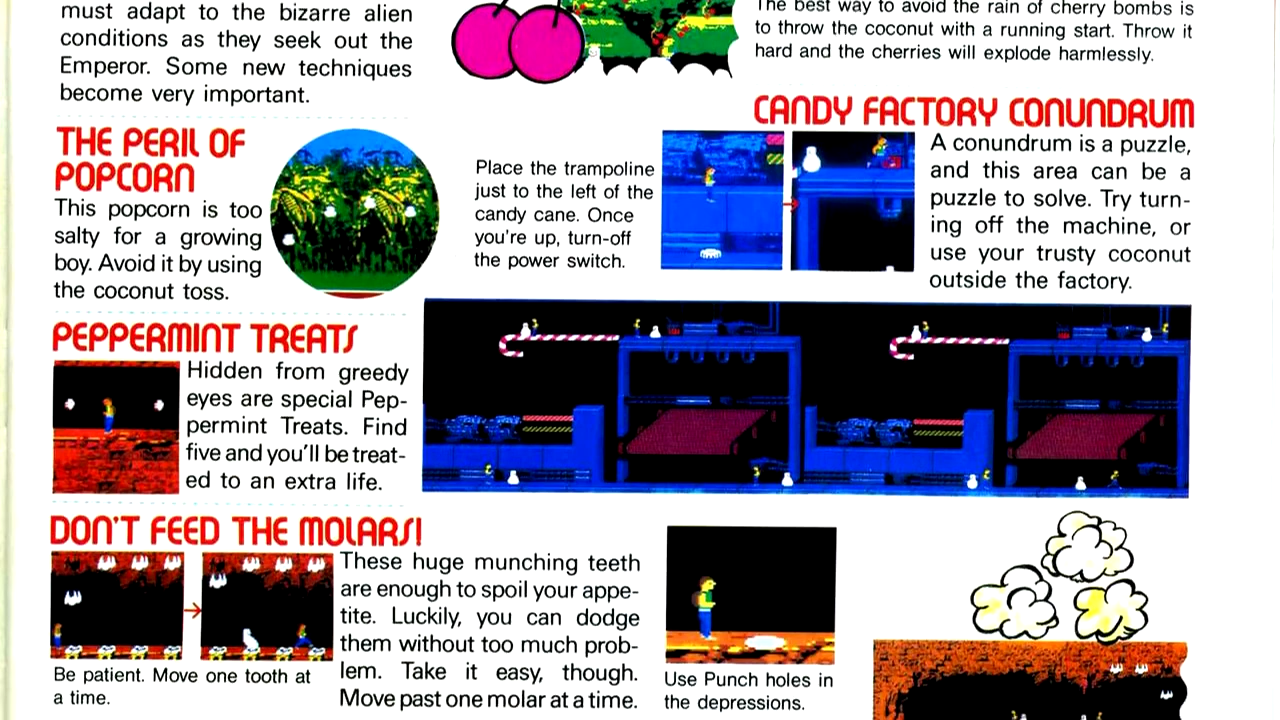 must adapt to the bizarre alien
conditions as they seek out the
Emperor. Some new techniques
become very important.
The best way to avoid the rain of cherry bombs is
to throw the coconut with a running start. Throw it
hard and the cherries will explode harmlessly.
THE PERIL OF
POPCORN
This popcorn is too
salty for a growing
boy. Avoid it by using
the coconut toss.
CANDY FACTORY CONUNDRUM
Place the trampoline
just to the left of the
candy cane. Once
you're up, turn-off
the power switch.
A conundrum is a puzzle,
and this area can be a
puzzle to solve. Try turn-
ing off the machine, or
use your trusty coconut
outside the factory.
PEPPERMINT TREATS
Hidden from greedy
eyes are special Pep-
permint Treats. Find
five and you'll be treat-
ed to an extra life.
DON'T FEED THE MOLARS!
Be patient. Move one tooth at
a time.
These huge munching teeth
are enough to spoil your appe-
tite. Luckily, you can dodge
them without too much prob-
lem. Take it easy, though.
Move past one molar at a time.
Use Punch holes in
the depressions.